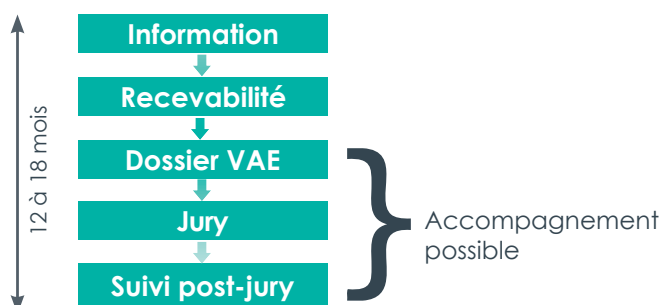 12 à 18 mois
Information
Recevabilité
Dossier VAE
Jury
Suivi post-jury
Accompagnement
possible